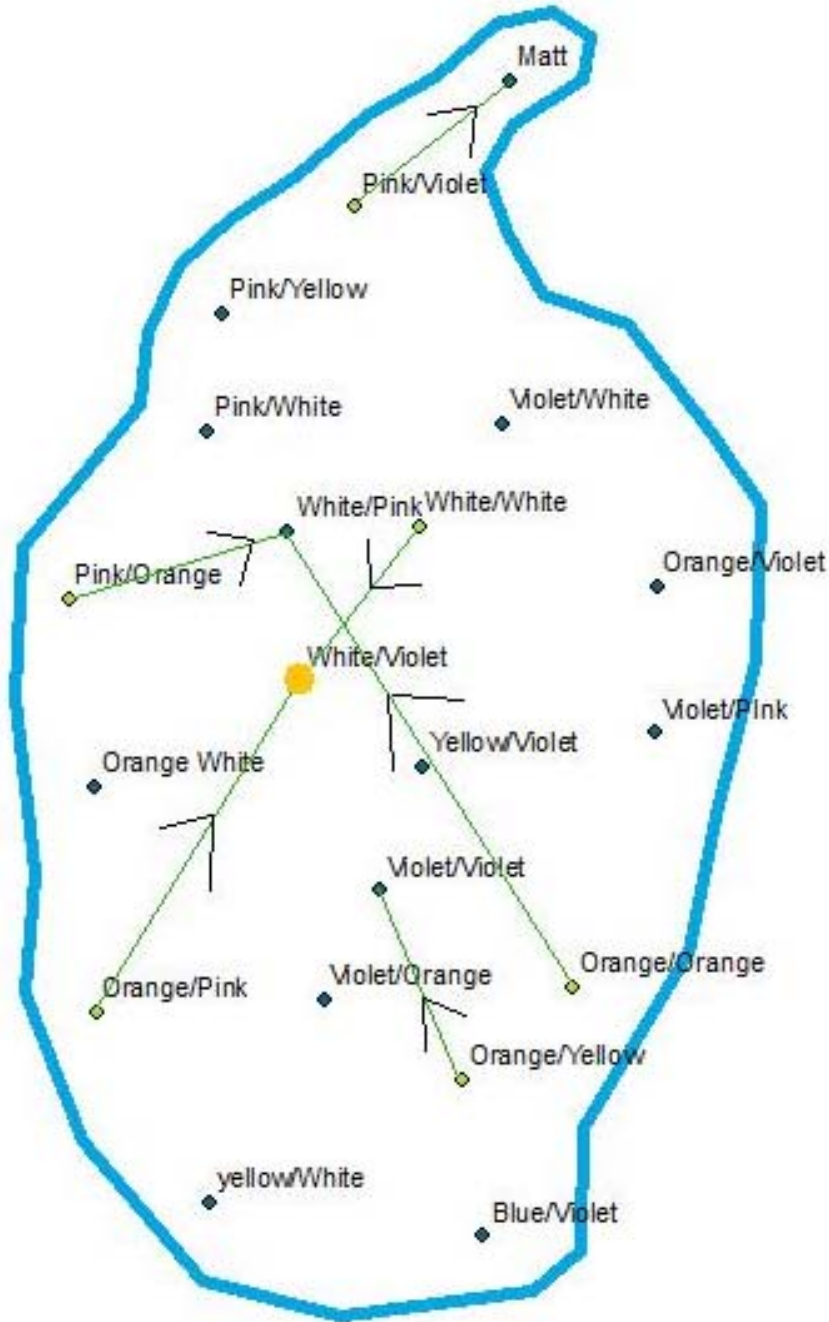 Matt
Pink/Violet
Pink/Yellow
Pink/White
Violet/White
White/Pink
White/White
Pink/Orange
Orange/Violet
White/Violet
Violet/PInk
Yellow/Violet
Orange White
Violet/Violet
Orange/Orange
Violet/Orange
Orange/Pink
Orange/Yellow
yellow/White
Blue/Violet